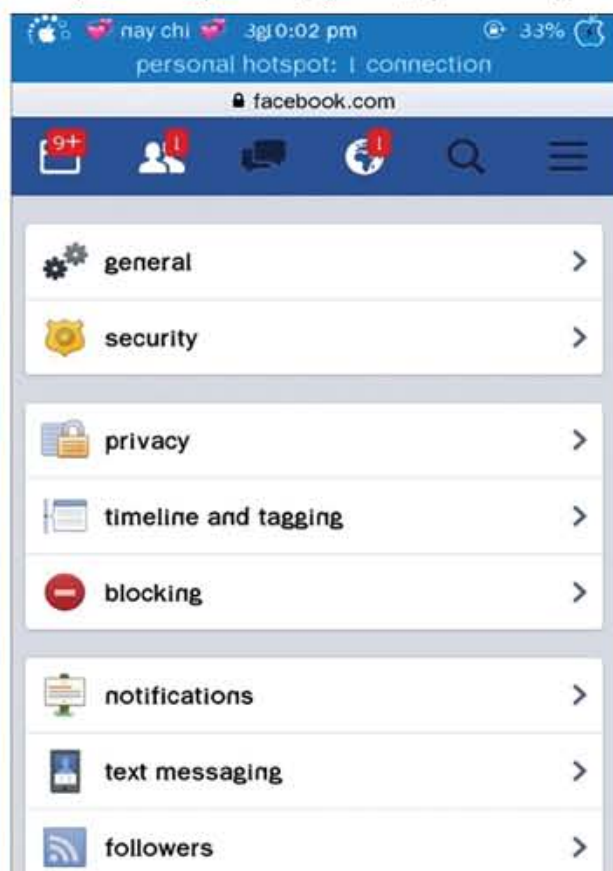 nay chi 3g10:02 pm 33%
personal hotspot: 1 connection
facebook.com
9+ 1 1
general
security
privacy
timeline and tagging
blocking
notifications
text messaging
followers